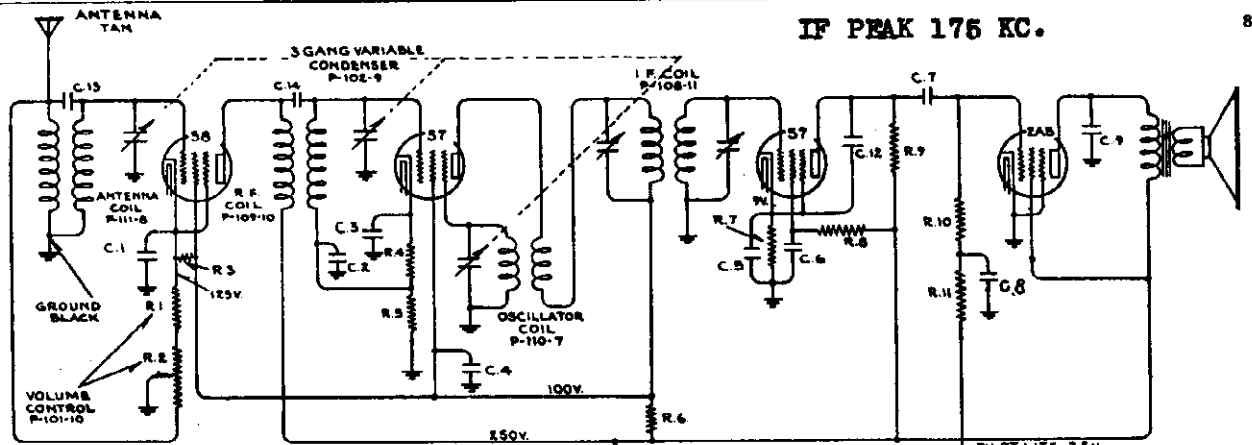 ANTENNA
TAN
IF PEAK 175 KC.
8
3 GANG VARIABLE
CONDENSER
P-102-9
I.F. COIL
P-108-11
C.13
C.14
C.7
58
57
57
2A5
C.9
C.12
R.9
ANTENNA
COIL
P-111-8
R.F.
COIL
P-109-10
9V.
R.7
R.10
C.1
C.3
R.4
C.2
R.8
C.5
C.6
R.3
125V.
R.11
C.8
GROUND
BLACK
R.1
R.5
OSCILLATOR
COIL
P-110-7
R.2
C.4
VOLUME
CONTROL
P-101-10
100V.
R.6
250V.